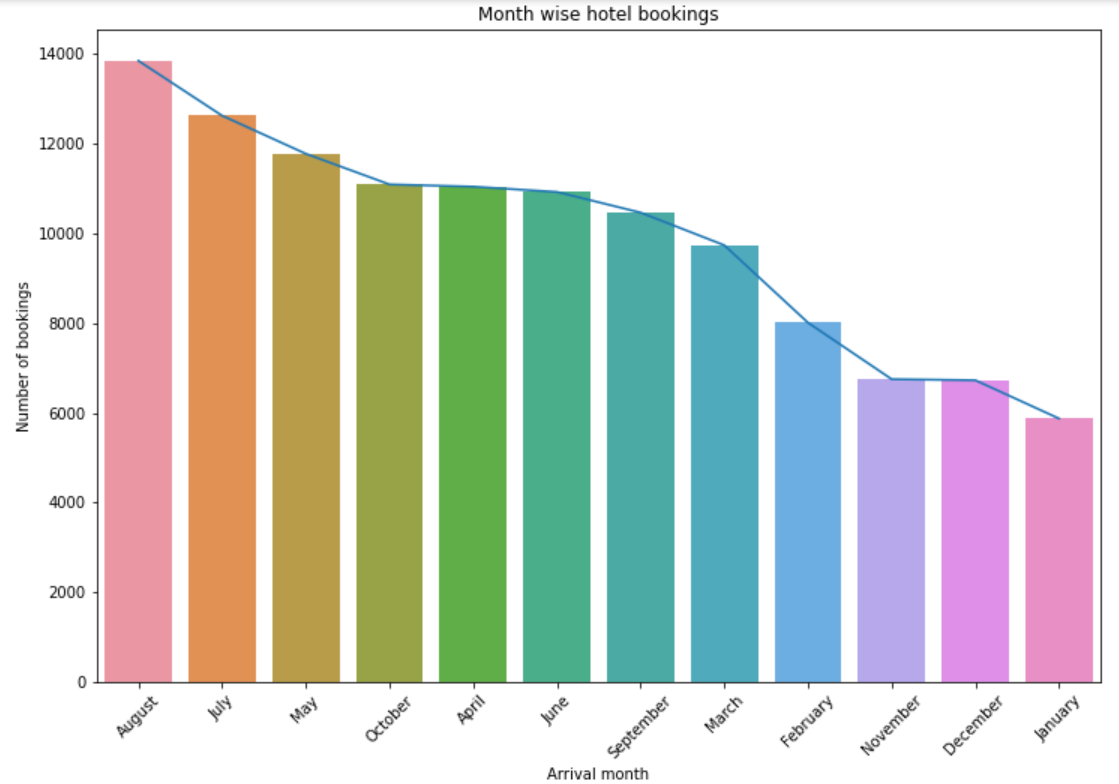 Month wise hotel bookings
14000
12000
10000
8000
6000
4000
2000
0
Number of bookings
August July May October April June September March February November December January
Arrival month